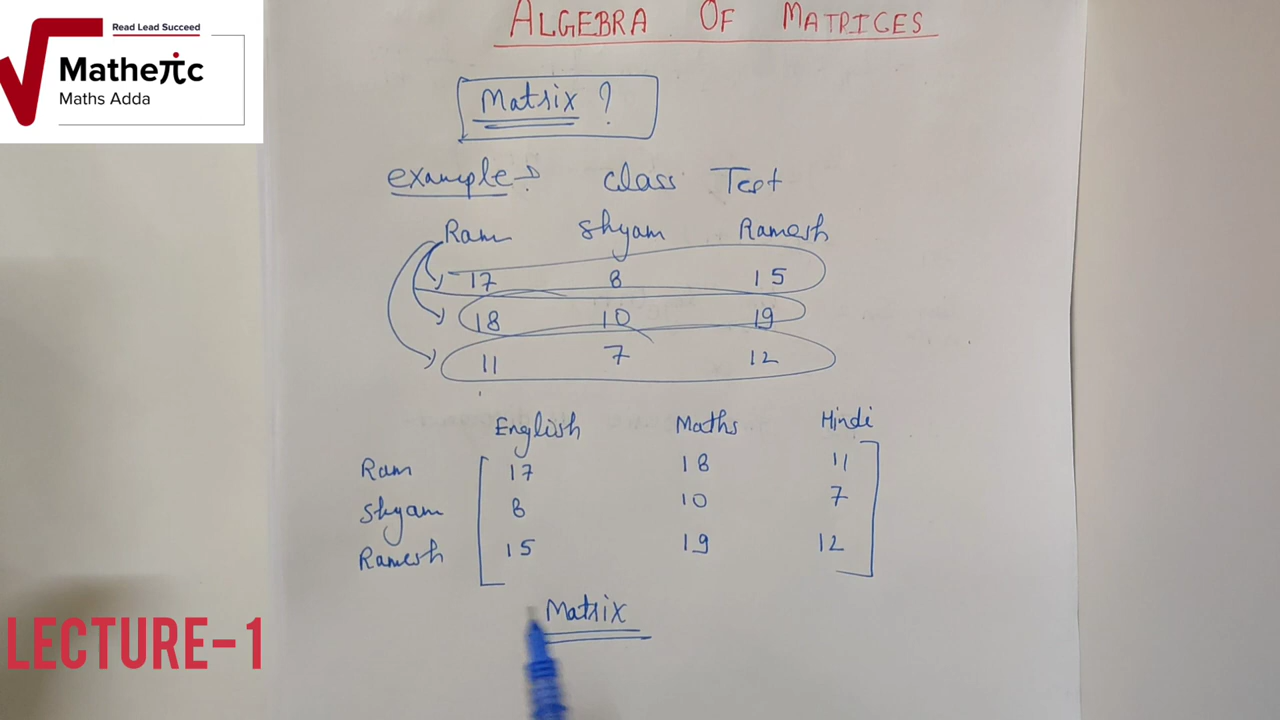 Read Lead Succeed
Matheπc
Maths Adda
ALGEBRA OF MATRICES
Matrix ?
example→ Class Test
Ram Shyam Ramesh
17 8 15
18 10 19
11 7 12
English Maths Hindi
Ram 17 18 11
Shyam 8 10 7
Ramesh 15 19 12
Matrix
LECTURE-1